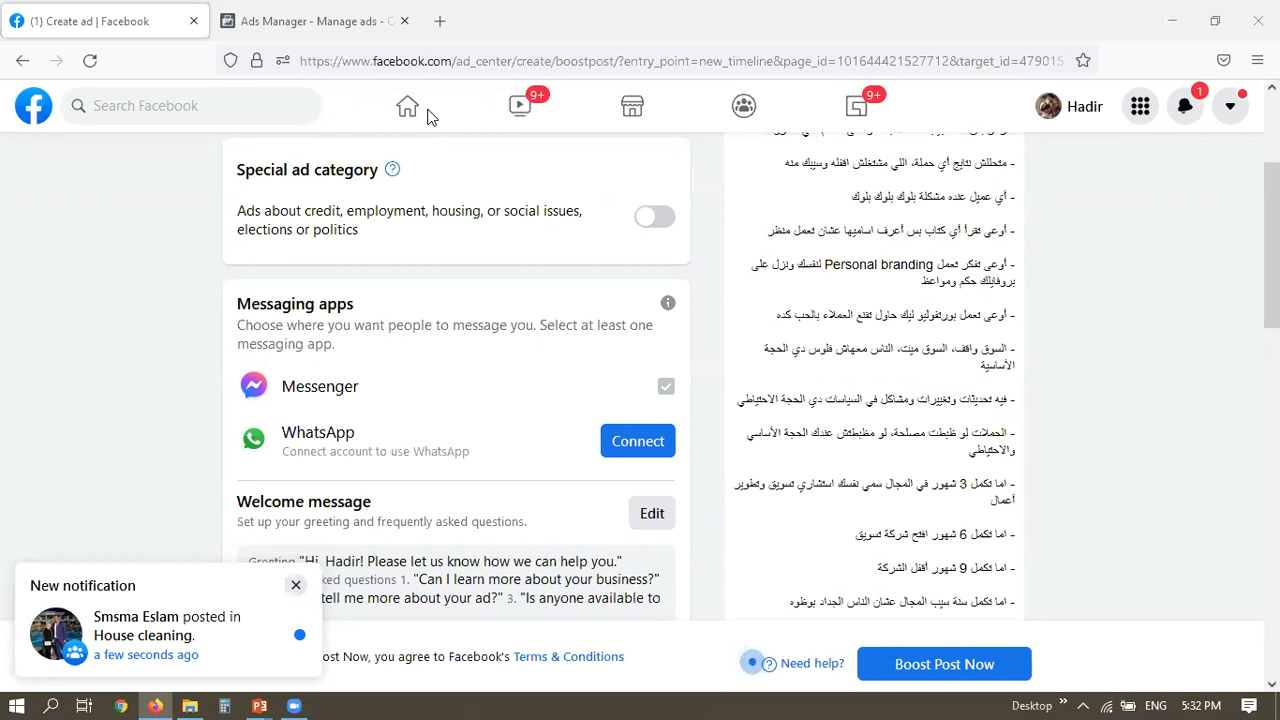 (1) Create ad | Facebook
Ads Manager - Manage ads - C
https://www.facebook.com/ad_center/create/boostpost/?entry_point=new_timeline&page_id=101644421527712&target_id=479015
Search Facebook
9+
9+
Hadir
1
Special ad category
Ads about credit, employment, housing, or social issues,
elections or politics
Messaging apps
Choose where you want people to message you. Select at least one
messaging app.
Messenger
WhatsApp
Connect account to use WhatsApp
Connect
Welcome message
Set up your greeting and frequently asked questions.
Edit
Greeting "Hi, Hadir! Please let us know how we can help you."
ked questions 1. "Can I learn more about your business?"
tell me more about your ad?" 3. "Is anyone available to
- متحللش نتايج أي حملة، اللي مشتغلش اقفله وسيبك منه
- أي عميل عنده مشكلة بلوك بلوك بلوك
- أوعى تقرأ أي كتاب بس أعرف اساميها عشان تعمل منظر
- أوعى تفكر تعمل Personal branding لنفسك ونزل على
بروفايلك حكم ومواعظ
- أوعى تعمل بورتفوليو ليك حاول تقنع العملاء بالحب كده
- السوق واقف، السوق ميت، الناس معهاش فلوس دي الحجة
الأساسية
- فيه تحديثات وتغييرات ومشاكل في السياسات دي الحجة الاحتياطي
- الحملات لو ظبطت مصلحة، لو مظبطتش عندك الحجة الأساسي
والاحتياطي
- اما تكمل 3 شهور في المجال سمي نفسك استشاري تسويق وتطوير
أعمال
- اما تكمل 6 شهور افتح شركة تسويق
- اما تكمل 9 شهور أقفل الشركة
- اما تكمل سنة سيب المجال عشان الناس الجداد بوظوه
New notification
Smsma Eslam posted in
House cleaning.
a few seconds ago
ost Now, you agree to Facebook's Terms & Conditions
Need help?
Boost Post Now
Desktop
ENG
5:32 PM